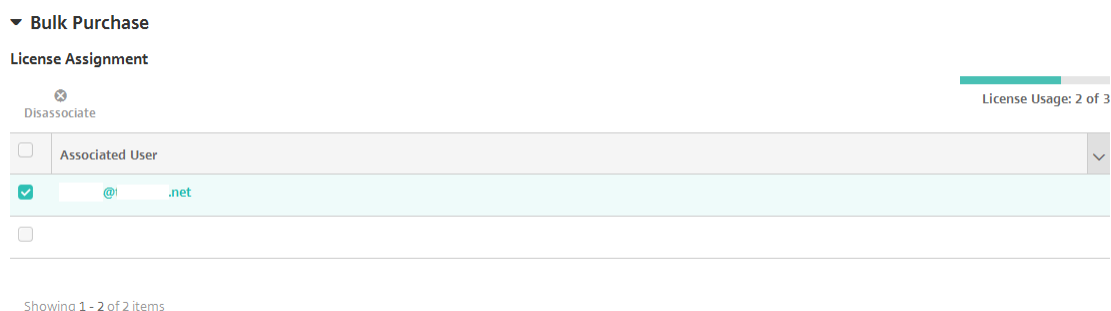 Bulk Purchase
License Assignment
Disassociate
License Usage: 2 of 3
Associated User
@ .net
Showing 1 - 2 of 2 items